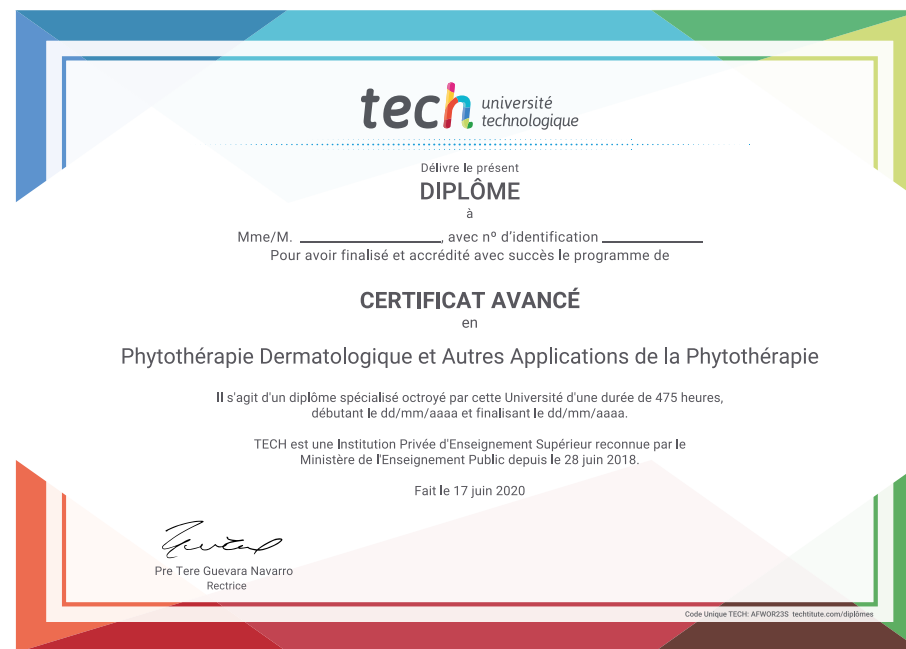 tech université
technologique
Délivre le présent
DIPLÔME
à
Mme/M. ____________________, avec nº d'identification ______________
Pour avoir finalisé et accrédité avec succès le programme de
CERTIFICAT AVANCÉ
en
Phytothérapie Dermatologique et Autres Applications de la Phytothérapie
Il s'agit d'un diplôme spécialisé octroyé par cette Université d'une durée de 475 heures,
débutant le dd/mm/aaaa et finalisant le dd/mm/aaaa.
TECH est une Institution Privée d'Enseignement Supérieur reconnue par le
Ministère de l'Enseignement Public depuis le 28 juin 2018.
Fait le 17 juin 2020
Pre Tere Guevara Navarro
Rectrice
Code Unique TECH: AFWOR23S techtitute.com/diplômes